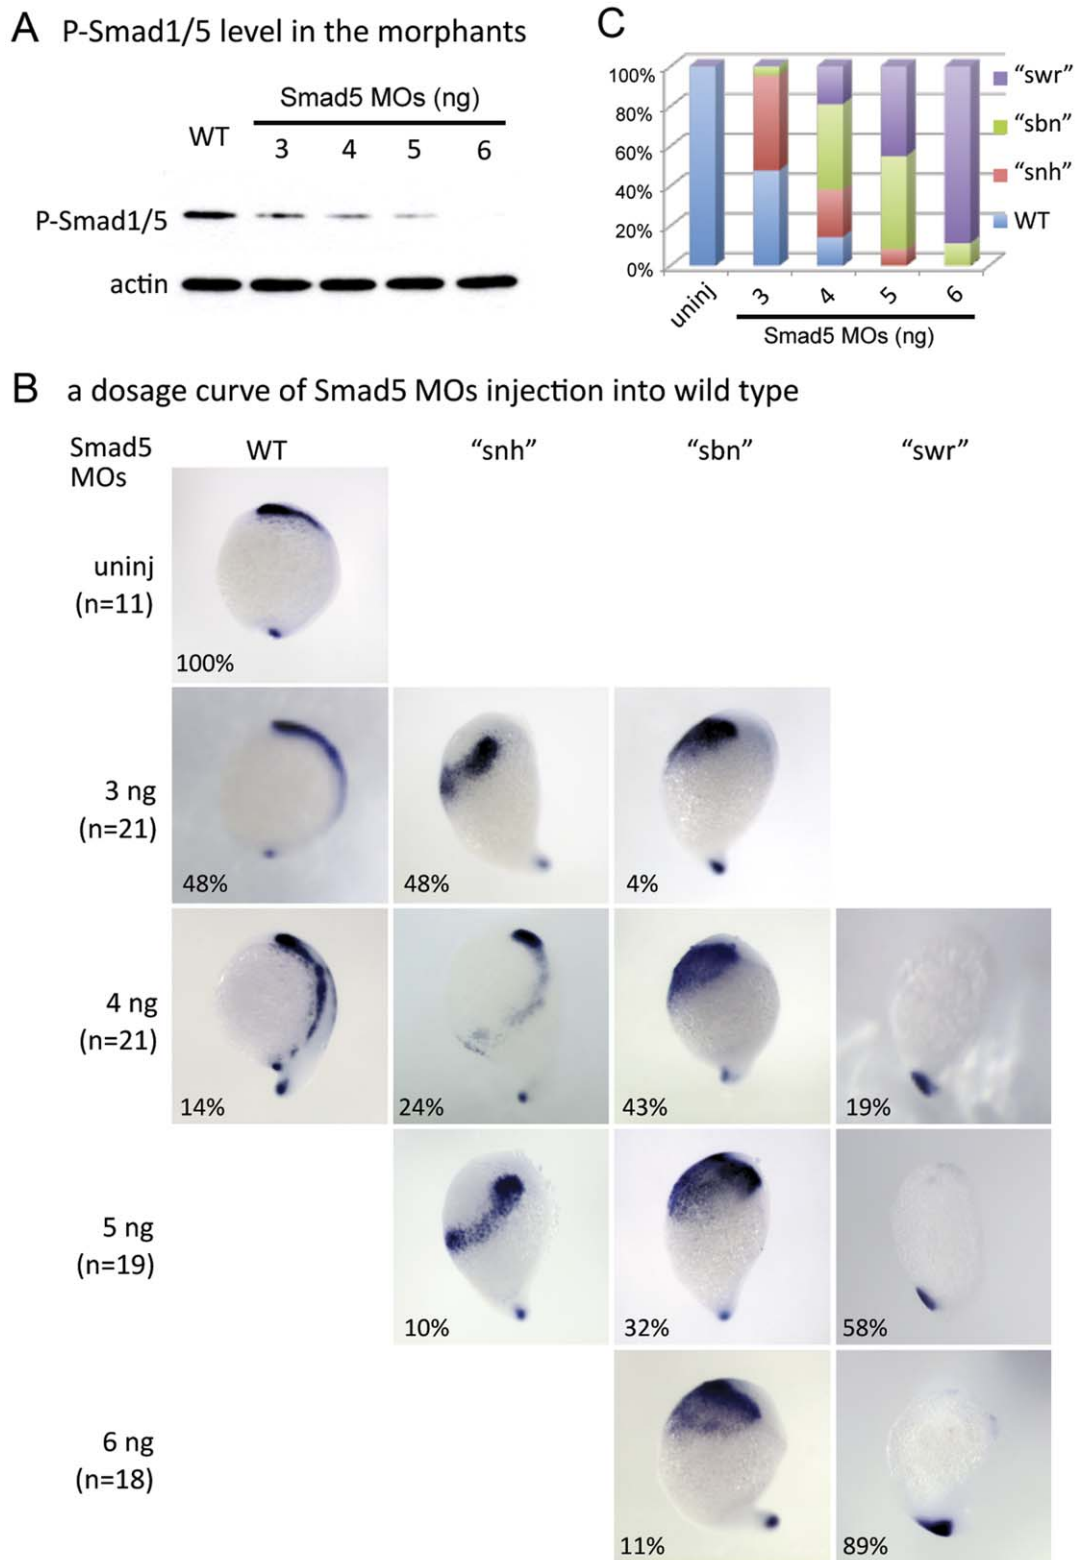 A P-Smad1/5 level in the morphants
Smad5 MOs (ng)
WT 3 4 5 6
P-Smad1/5
actin
C
100%
80%
60%
40%
20%
0%
uninj 3 4 5 6
Smad5 MOs (ng)
"swr"
"sbn"
"snh"
WT
B a dosage curve of Smad5 MOs injection into wild type
Smad5
MOs
WT "snh" "sbn" "swr"
uninj
(n=11)
100%
3 ng
(n=21)
48% 48% 4%
4 ng
(n=21)
14% 24% 43% 19%
5 ng
(n=19)
10% 32% 58%
6 ng
(n=18)
11% 89%